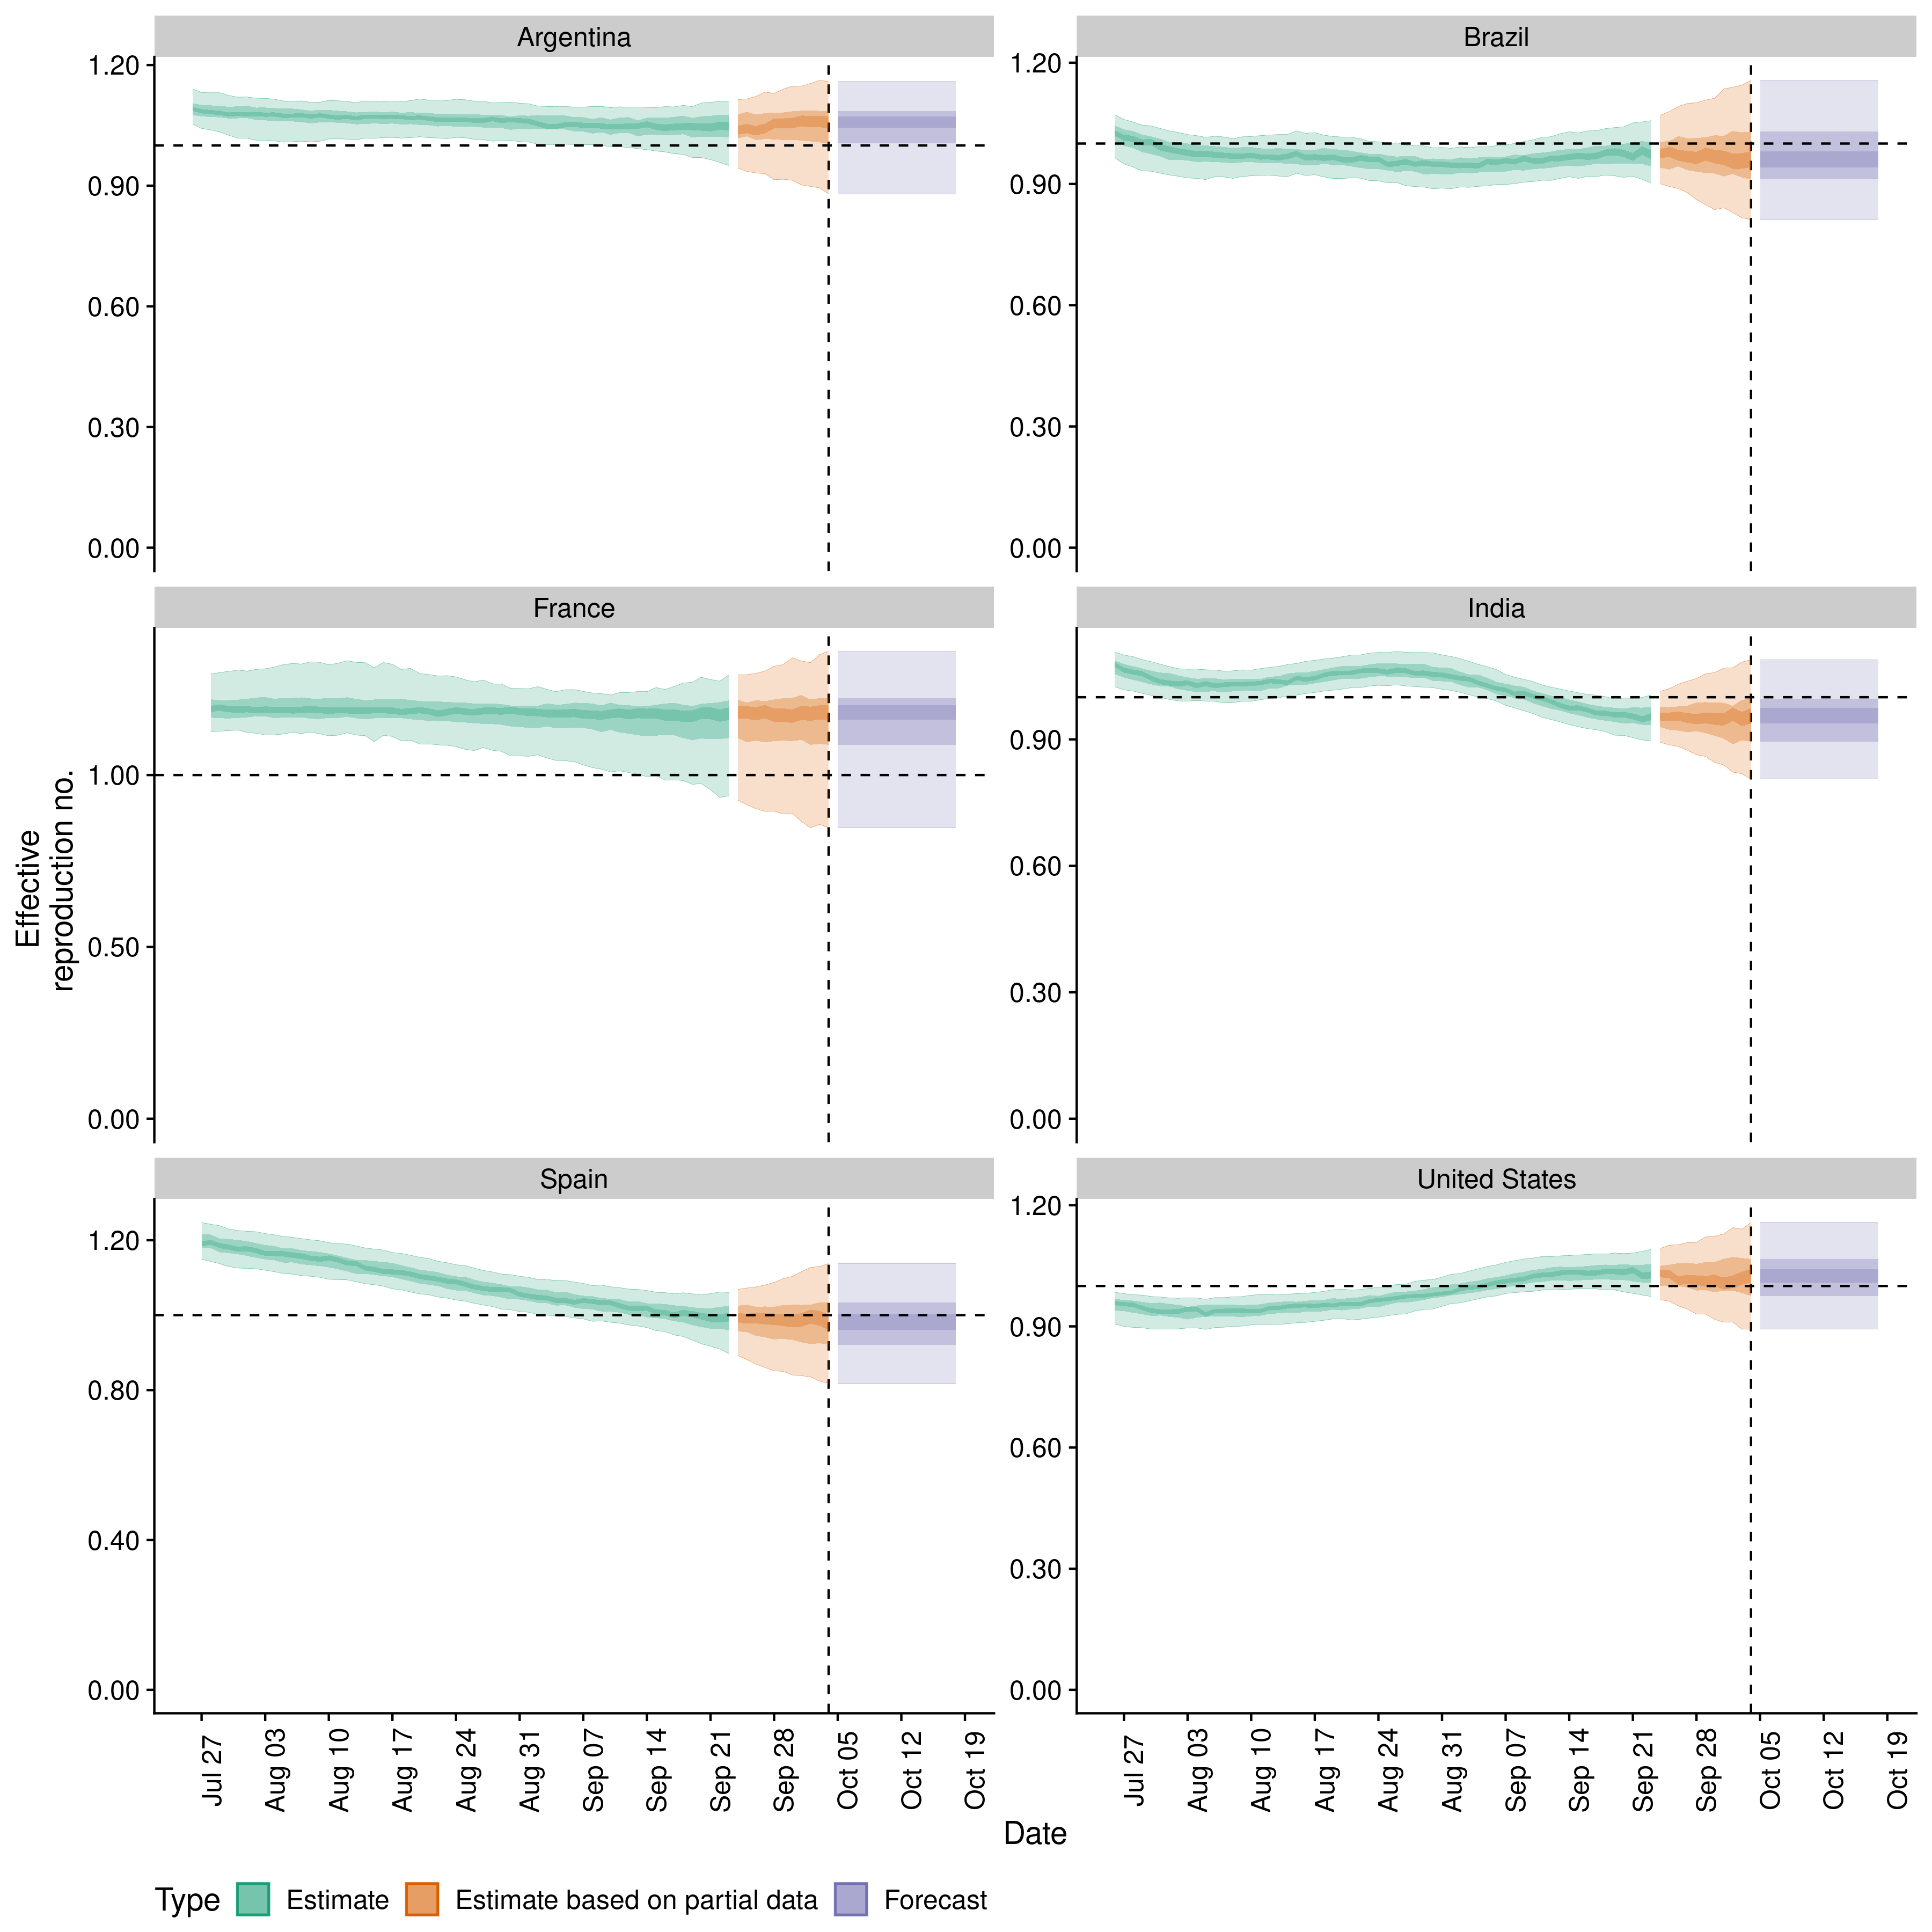 Argentina
Brazil
1.20
0.90
0.60
0.30
0.00
1.20
0.90
0.60
0.30
0.00
France
India
1.00
0.50
0.00
0.90
0.60
0.30
0.00
Effective
reproduction no.
Spain
United States
1.20
0.80
0.40
0.00
1.20
0.90
0.60
0.30
0.00
Jul 27
Aug 03
Aug 10
Aug 17
Aug 24
Aug 31
Sep 07
Sep 14
Sep 21
Sep 28
Oct 05
Oct 12
Oct 19
Jul 27
Aug 03
Aug 10
Aug 17
Aug 24
Aug 31
Sep 07
Sep 14
Sep 21
Sep 28
Oct 05
Oct 12
Oct 19
Date
Type Estimate Estimate based on partial data Forecast